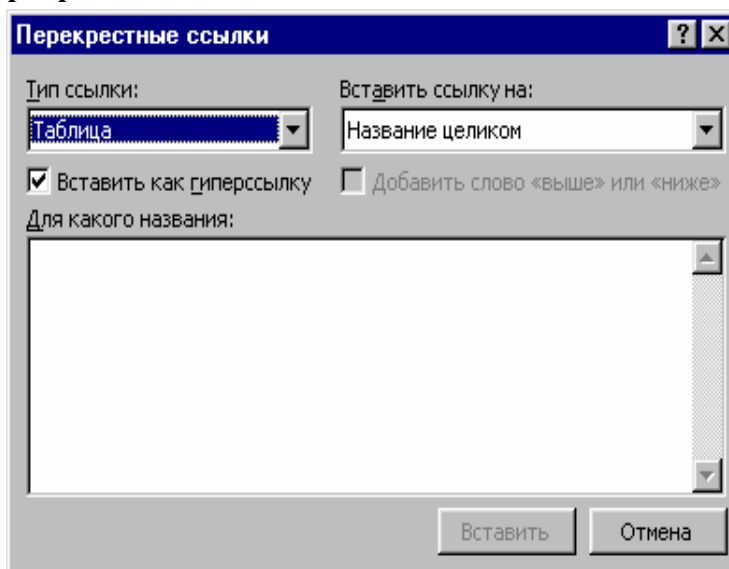 Перекрестные ссылки
Тип ссылки: Вставить ссылку на:
Таблица Название целиком
Вставить как гиперссылку Добавить слово «выше» или «ниже»
Для какого названия:
Вставить Отмена